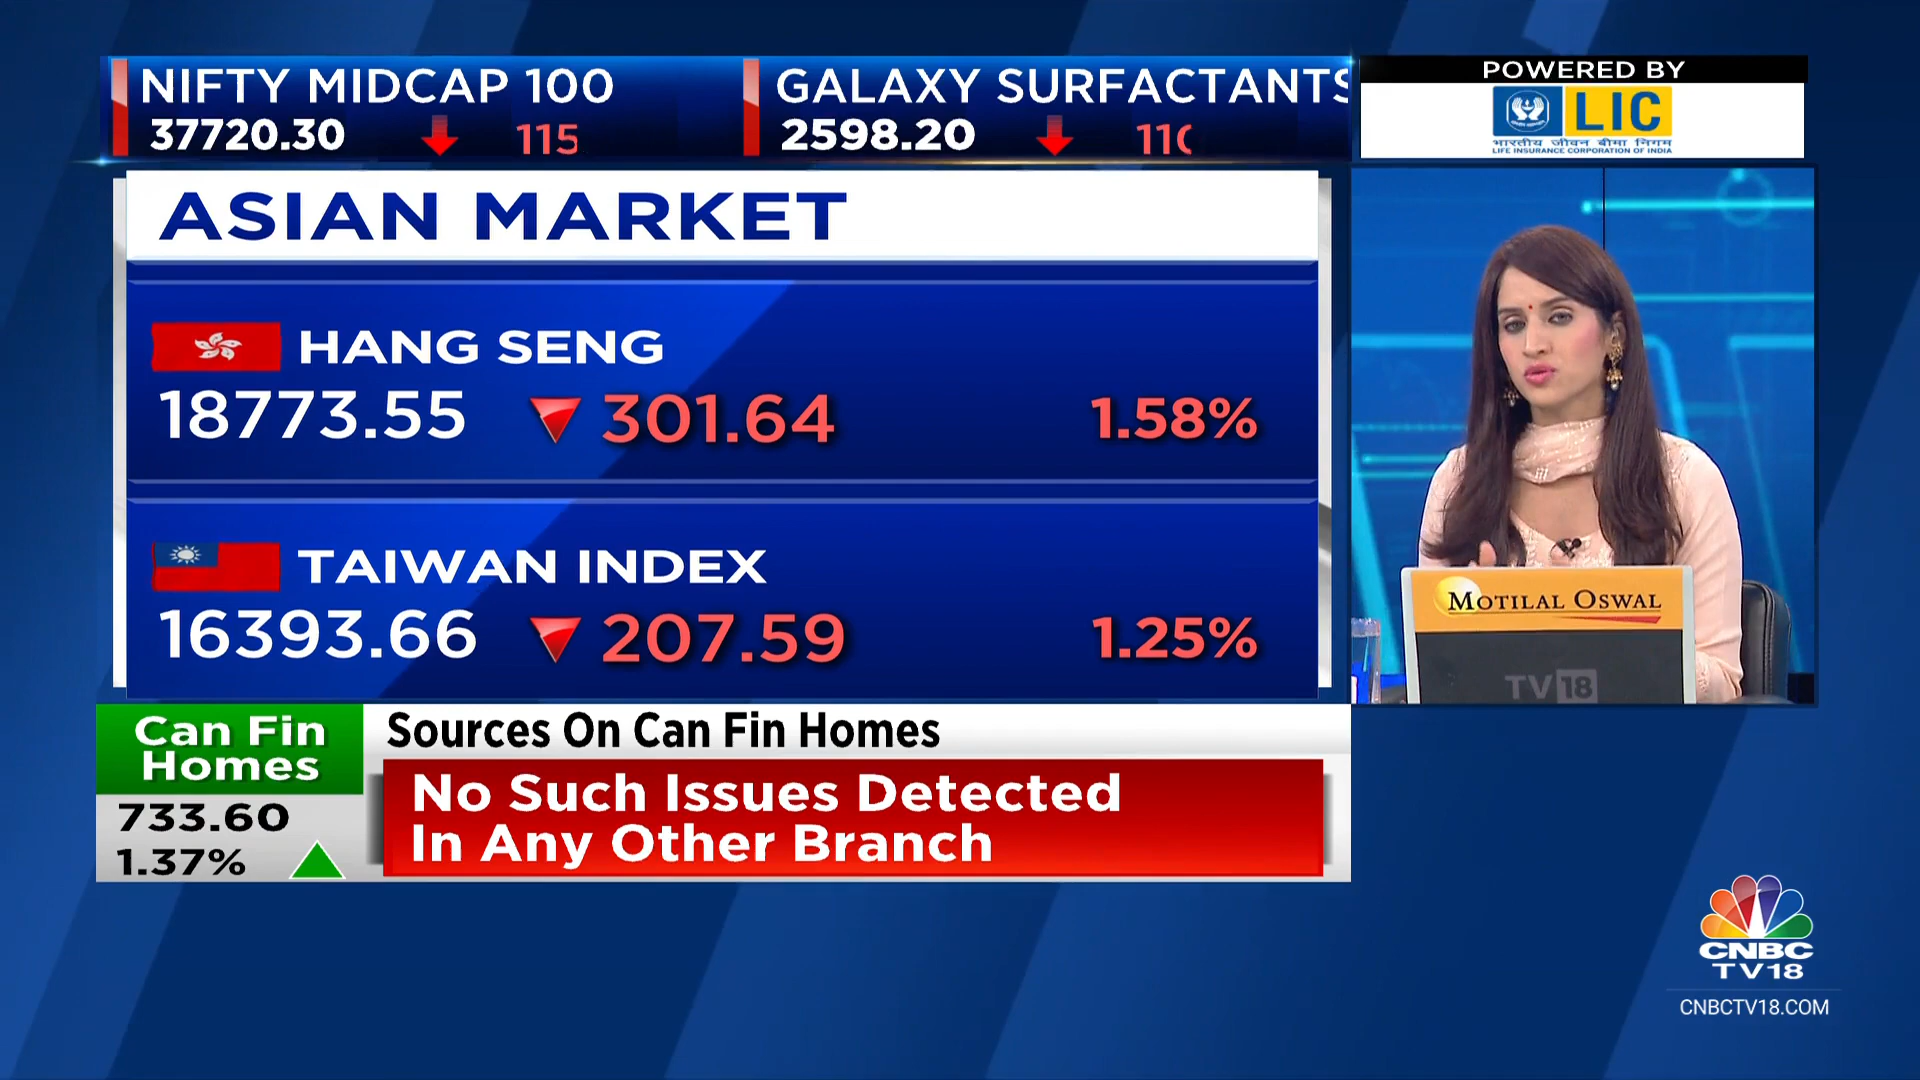 NIFTY MIDCAP 100
37720.30 115
GALAXY SURFACTANTS
2598.20
POWERED BY
LIC
भारतीय जीवन बीमा निगम
LIFE INSURANCE CORPORATION OF INDIA
ASIAN MARKET
HANG SENG
18773.55 301.64 1.58%
TAIWAN INDEX
16393.66 207.59 1.25%
MOTILAL OSWAL
TV18
Can Fin
Homes
733.60
1.37%
Sources On Can Fin Homes
No Such Issues Detected
In Any Other Branch
CNBC
TV18
CNBCTV18.COM